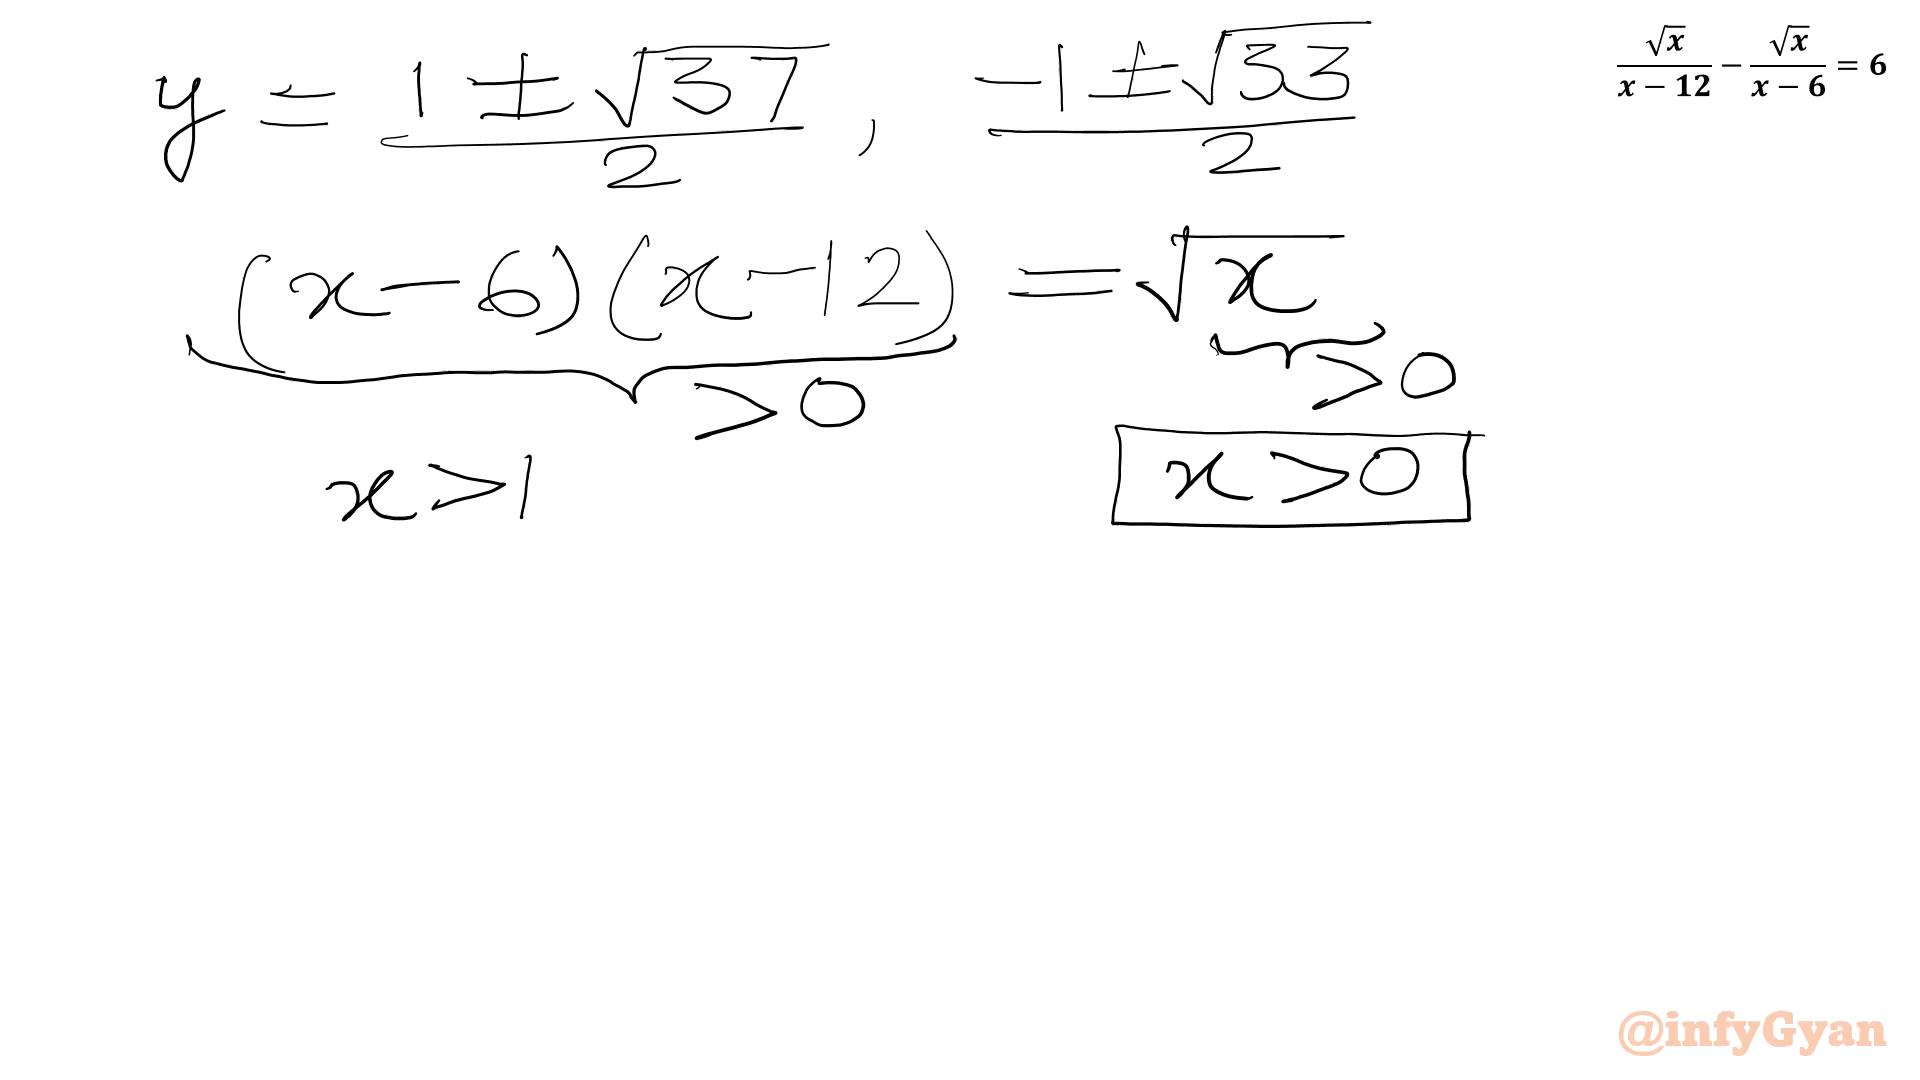 y = (1 ± √37)/2 , (-1 ± √33)/2
√x/(x − 12) − √x/(x − 6) = 6
(x − 6)(x − 12) = √x
> 0 > 0
x > 1 x > 0
@infyGyan